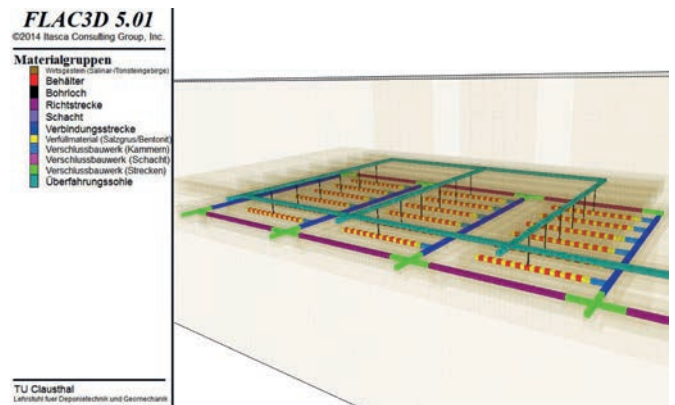 FLAC3D 5.01
©2014 Itasca Consulting Group, Inc.
Materialgruppen
Wirtsgestein (Salinar-/Tonsteingebirge)
Behälter
Bohrloch
Richtstrecke
Schacht
Verbindungsstrecke
Verfüllmaterial (Salzgrus/Bentonit)
Verschlussbauwerk (Kammern)
Verschlussbauwerk (Schacht)
Verschlussbauwerk (Strecken)
Überfahrungssohle
TU Clausthal
Lehrstuhl fuer Deponietechnik und Geomechanik